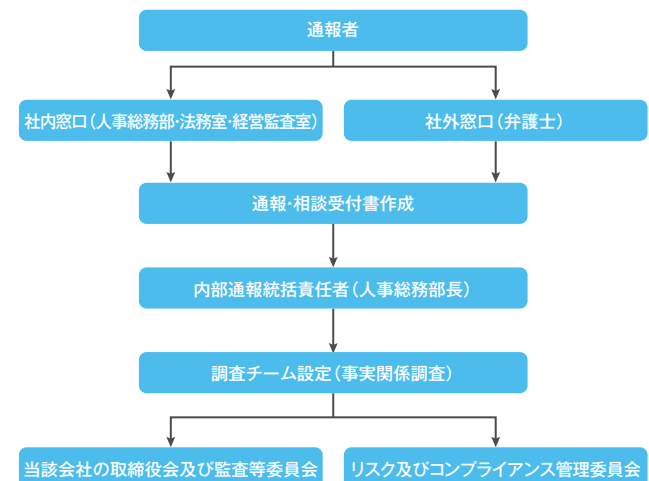 通報者
社内窓口（人事総務部・法務室・経営監査室）
社外窓口（弁護士）
通報・相談受付書作成
内部通報統括責任者（人事総務部長）
調査チーム設定（事実関係調査）
当該会社の取締役会及び監査等委員会
リスク及びコンプライアンス管理委員会